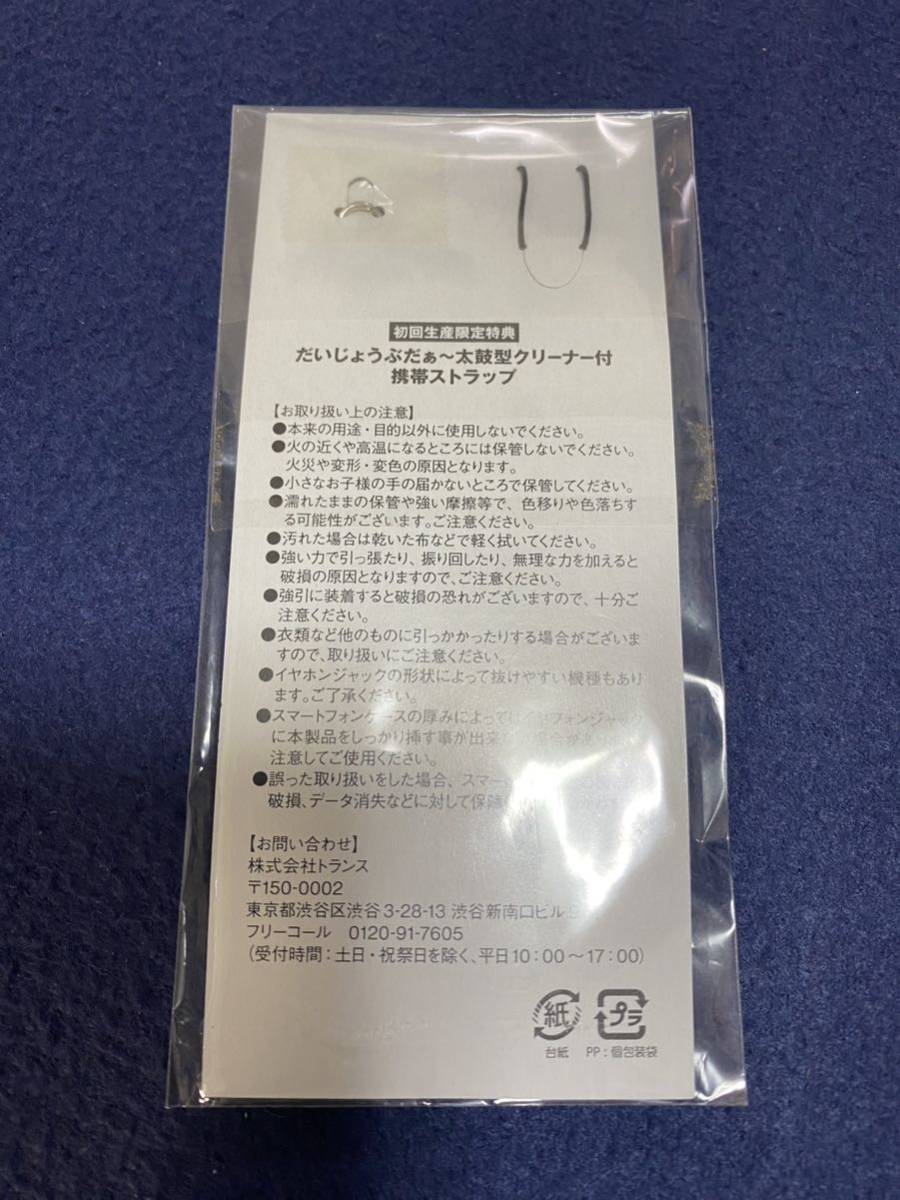 初回生産限定特典
だいじょうぶだぁ～太鼓型クリーナー付
携帯ストラップ
【お取り扱い上の注意】
●本来の用途・目的以外に使用しないでください。
●火の近くや高温になるところには保管しないでください。
火災や変形・変色の原因となります。
●小さなお子様の手の届かないところで保管してください。
●濡れたままの保管や強い摩擦等で、色移りや色落ちす
る可能性がございます。ご注意ください。
●汚れた場合は乾いた布などで軽く拭いてください。
●強い力で引っ張たり、振り回したり、無理な力を加えると
破損の原因となりますので、ご注意ください。
●強引に装着すると破損の恐れがございますので、十分ご
注意ください。
●衣類など他のものに引っかかったりする場合がございま
すので、取り扱いにご注意ください。
●イヤホンジャックの形状によって抜けやすい機種もあり
ます。ご了承ください。
●スマートフォンケースの厚みによってはイヤフォンジャック
に本製品をしっかり挿す事が出来
注意してご使用ください。
●誤った取り扱いをした場合、スマー
破損、データ消失などに対して保障
【お問い合わせ】
株式会社トランス
〒150-0002
東京都渋谷区渋谷3-28-13 渋谷新南口ビル
フリーコール 0120-91-7605
（受付時間：土日・祝祭日を除く、平日10：00～17：00）
紙 プラ
台紙 PP：個包装袋